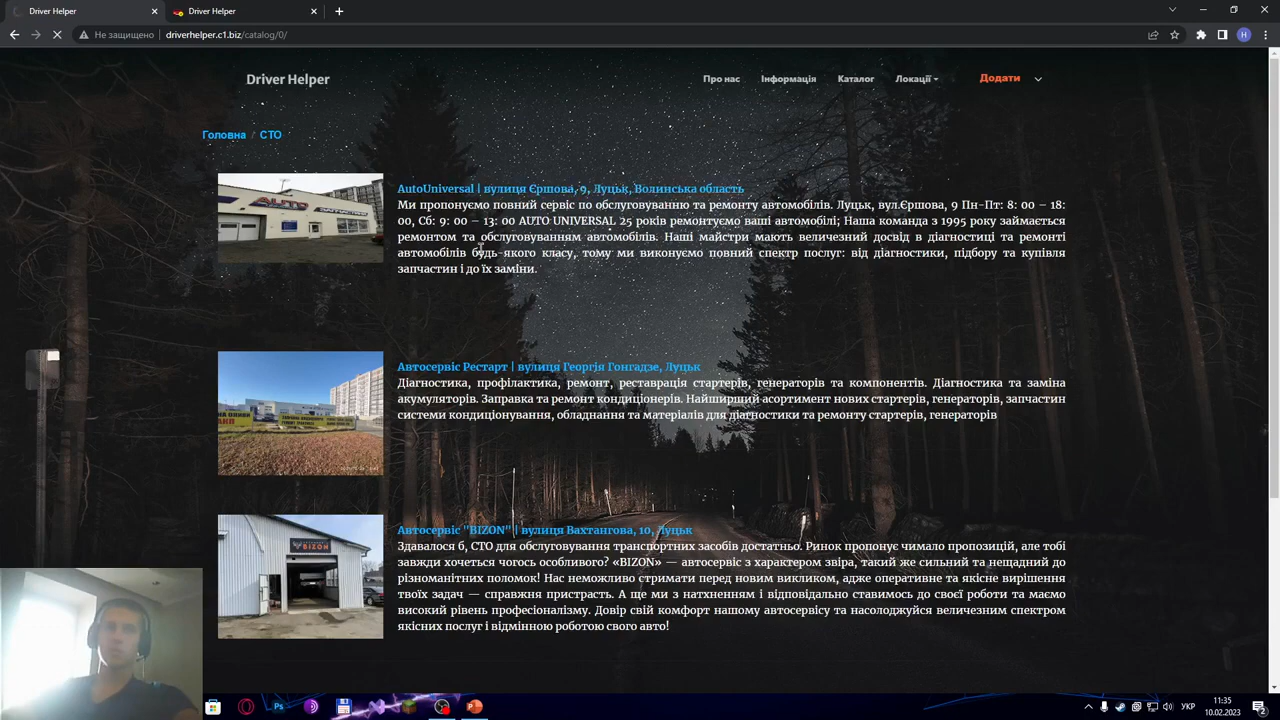 Driver Helper
Driver Helper
Не защищено
driverhelper.c1.biz/catalog/0/
Н
Driver Helper
Про нас
Інформація
Каталог
Локації
Додати
Головна / СТО
AUTO
AutoUniversal | вулиця Єршова, 9, Луцьк, Волинська область
Ми пропонуємо повний сервіс по обслуговуванню та ремонту автомобілів. Луцьк, вул.Єршова, 9 Пн-Пт: 8: 00 – 18:
00, Сб: 9: 00 – 13: 00 AUTO UNIVERSAL 25 років ремонтуємо ваші автомобілі; Наша команда з 1995 року займається
ремонтом та обслуговуванням автомобілів. Наші майстри мають величезний досвід в діагностиці та ремонті
автомобілів будь-якого класу, тому ми виконуємо повний спектр послуг: від діагностики, підбору та купівля
запчастин і до їх заміни.
Автосервіс Рестарт | вулиця Георгія Гонгадзе, Луцьк
Діагностика, профілактика, ремонт, реставрація стартерів, генераторів та компонентів. Діагностика та заміна
акумуляторів. Заправка та ремонт кондиціонерів. Найширший асортимент нових стартерів, генераторів, запчастин
системи кондиціонування, обладнання та матеріалів для діагностики та ремонту стартерів, генераторів
BIZON
Автосервіс "BIZON" | вулиця Вахтангова, 10, Луцьк
Здавалося б, СТО для обслуговування транспортних засобів достатньо. Ринок пропонує чимало пропозицій, але тобі
завжди хочеться чогось особливого? «BIZON» — автосервіс з характером звіра, такий же сильний та нещадний до
різноманітних поломок! Нас неможливо стримати перед новим викликом, адже оперативне та якісне вирішення
твоїх задач — справжня пристрасть. А ще ми з натхненням і відповідально ставимось до своєї роботи та маємо
високий рівень професіоналізму. Довір свій комфорт нашому автосервісу та насолоджуйся величезним спектром
якісних послуг і відмінною роботою свого авто!
Ps
УКР
11:35
10.02.2023
2